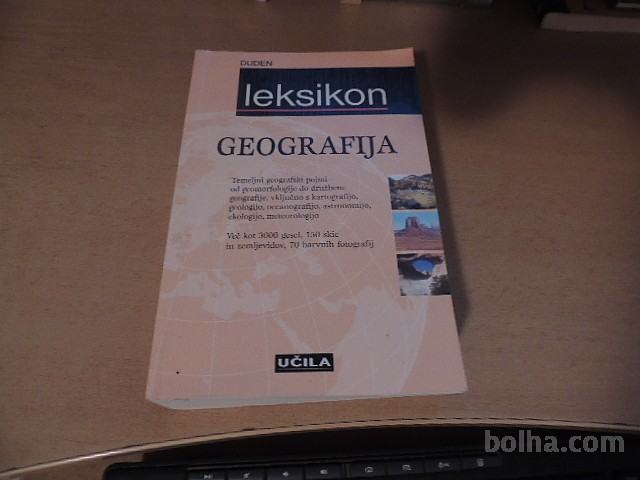 DUDEN
leksikon
GEOGRAFIJA
Temeljni geografski pojmi
od geomorfologije do družbene
geografije, vključno s kartografijo,
geologijo, oceanografijo, astronomijo,
ekologijo, meteorologijo
Več kot 3000 gesel, 150 skic
in zemljevidov, 70 barvnih fotografij
UČILA
bolha.com